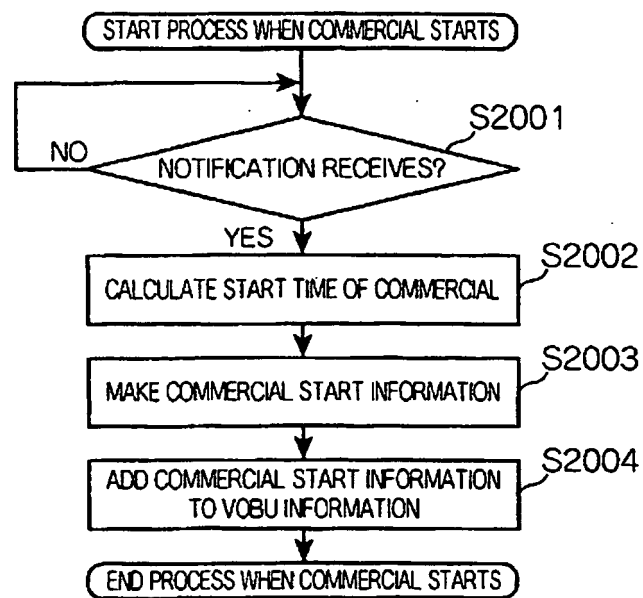 START PROCESS WHEN COMMERCIAL STARTS
S2001
NO
NOTIFICATION RECEIVES?
YES
S2002
CALCULATE START TIME OF COMMERCIAL
S2003
MAKE COMMERCIAL START INFORMATION
S2004
ADD COMMERCIAL START INFORMATION
TO VOBU INFORMATION
END PROCESS WHEN COMMERCIAL STARTS